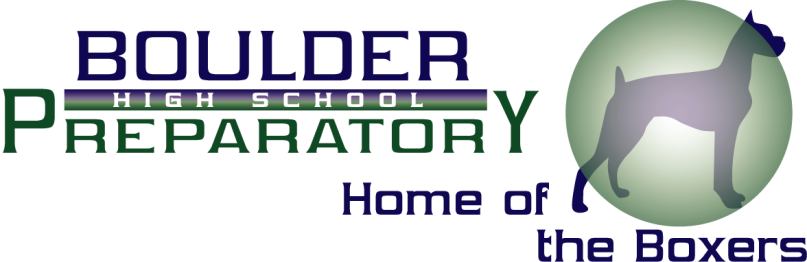 BOULDER
HIGH SCHOOL
PREPARATORY
Home of
the Boxers